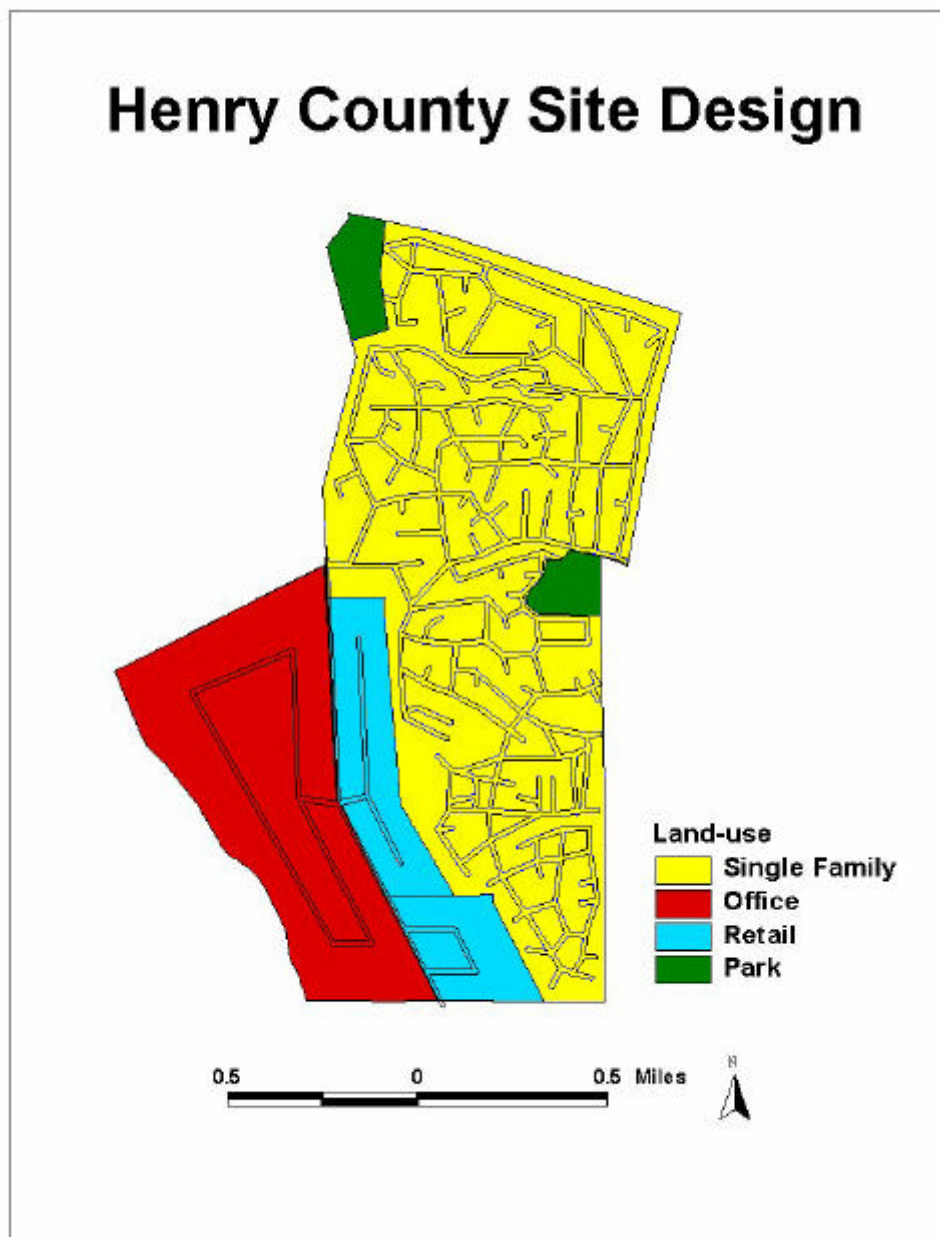 Henry County Site Design
Land-use
Single Family
Office
Retail
Park
0.5 0 0.5 Miles
N